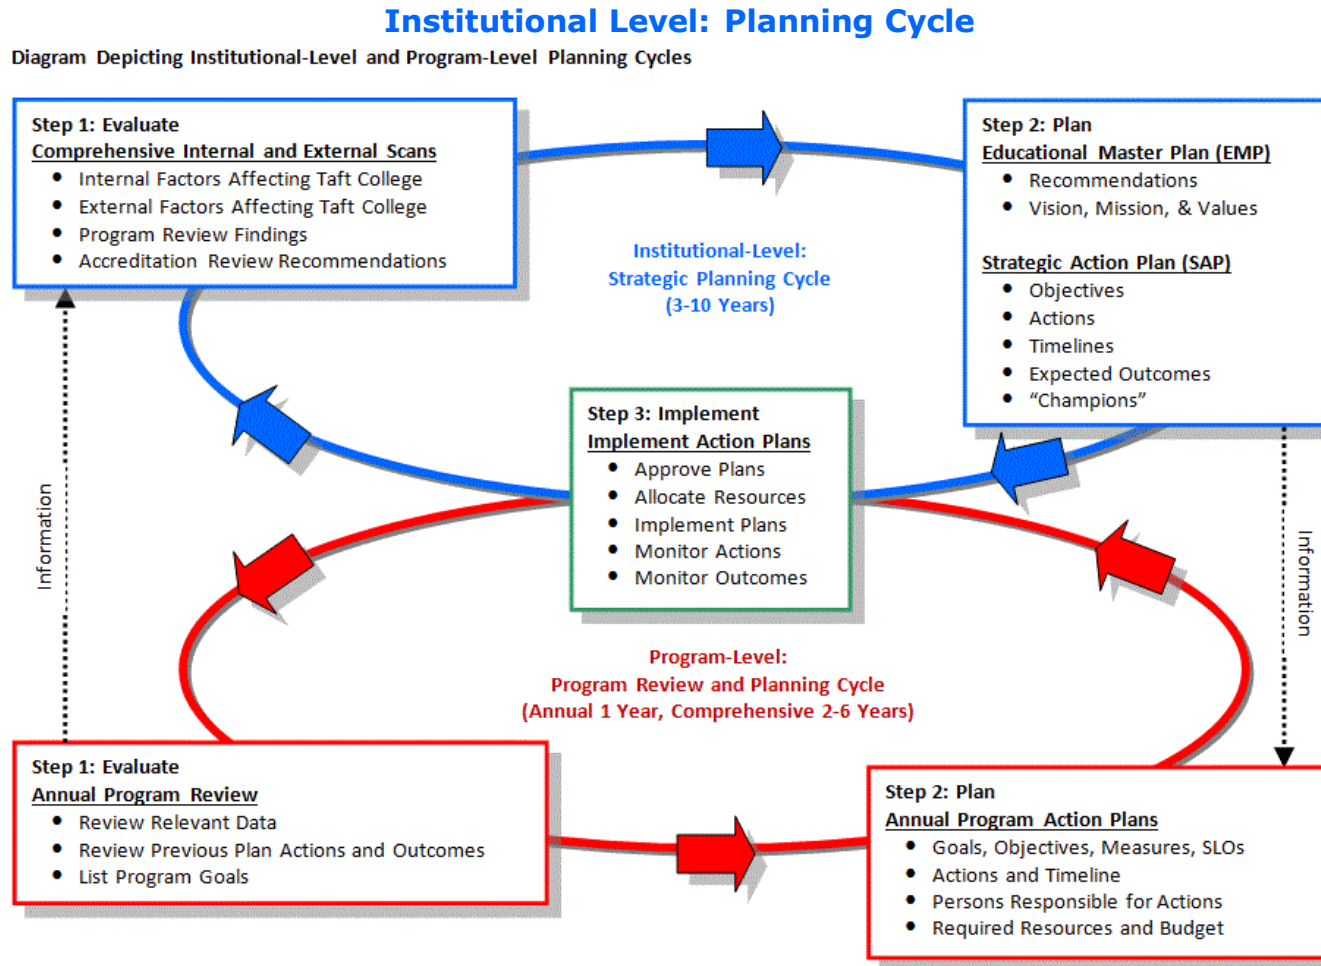 Institutional Level: Planning Cycle
Diagram Depicting Institutional-Level and Program-Level Planning Cycles
Step 1: Evaluate
Comprehensive Internal and External Scans
• Internal Factors Affecting Taft College
• External Factors Affecting Taft College
• Program Review Findings
• Accreditation Review Recommendations
Step 2: Plan
Educational Master Plan (EMP)
• Recommendations
• Vision, Mission, & Values
Strategic Action Plan (SAP)
• Objectives
• Actions
• Timelines
• Expected Outcomes
• “Champions”
Institutional-Level:
Strategic Planning Cycle
(3-10 Years)
Step 3: Implement
Implement Action Plans
• Approve Plans
• Allocate Resources
• Implement Plans
• Monitor Actions
• Monitor Outcomes
Information
Information
Program-Level:
Program Review and Planning Cycle
(Annual 1 Year, Comprehensive 2-6 Years)
Step 1: Evaluate
Annual Program Review
• Review Relevant Data
• Review Previous Plan Actions and Outcomes
• List Program Goals
Step 2: Plan
Annual Program Action Plans
• Goals, Objectives, Measures, SLOs
• Actions and Timeline
• Persons Responsible for Actions
• Required Resources and Budget